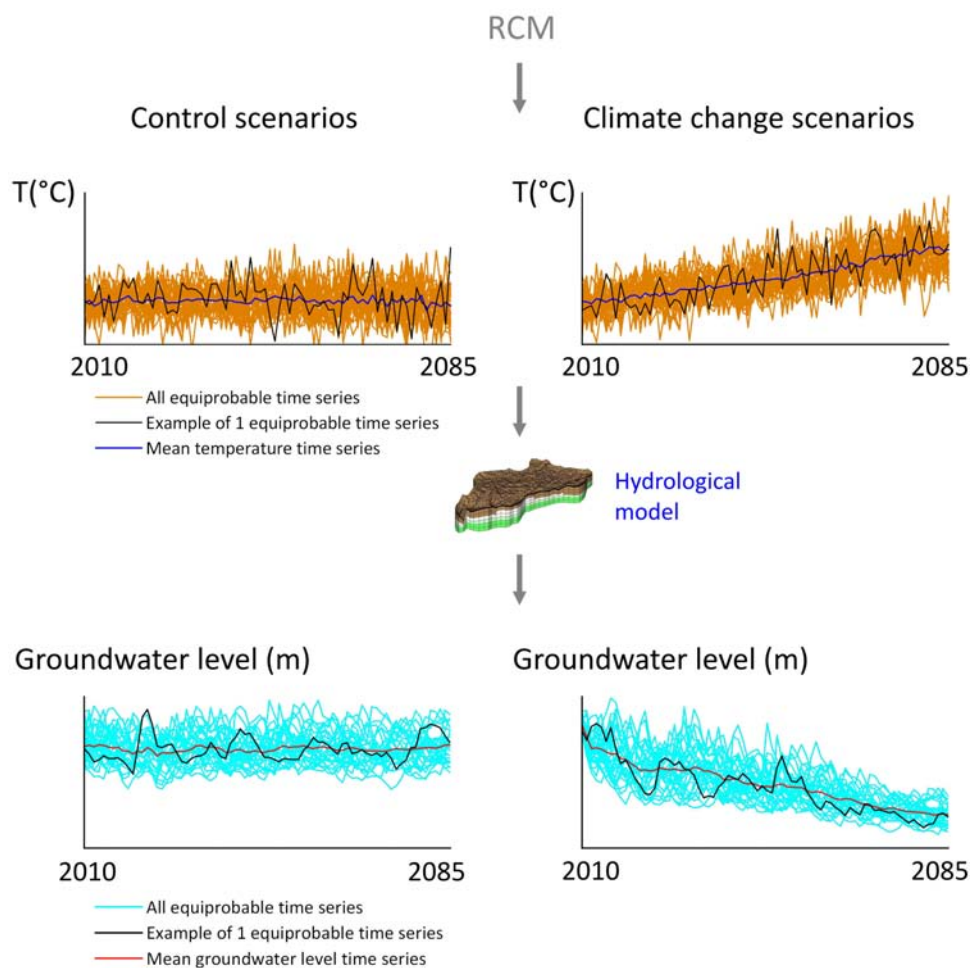 RCM
Control scenarios
Climate change scenarios
T(°C)
T(°C)
2010
2085
2010
2085
All equiprobable time series
Example of 1 equiprobable time series
Mean temperature time series
Hydrological
model
Groundwater level (m)
Groundwater level (m)
2010
2085
2010
2085
All equiprobable time series
Example of 1 equiprobable time series
Mean groundwater level time series